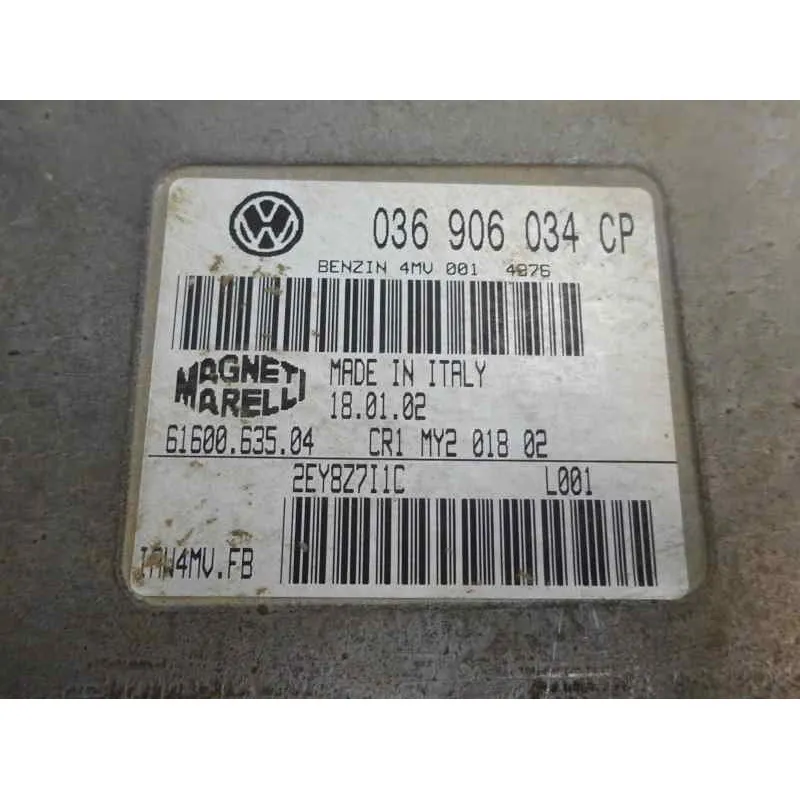 036 906 034 CP
BENZIN 4MV 001 4976
MAGNETI MADE IN ITALY
MARELLI 18.01.02
61600.635.04 CR1 MY2 018 02
2EY8Z7I1C L001
IAW4MV.FB